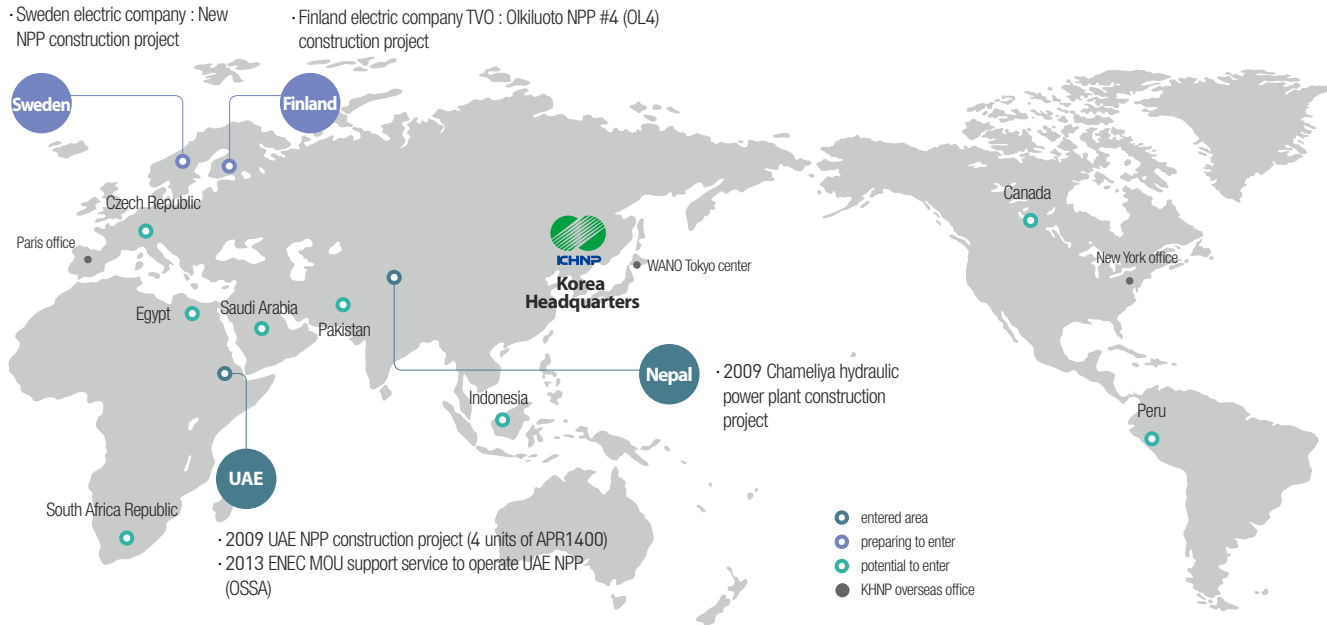 · Sweden electric company : New
NPP construction project
· Finland electric company TVO : Olkiluoto NPP #4 (OL4)
construction project
Sweden
Finland
Czech Republic
Paris office
KHNP
Korea
Headquarters
WANO Tokyo center
Canada
New York office
Egypt
Saudi Arabia
Pakistan
Nepal
· 2009 Chameliya hydraulic
power plant construction
project
Indonesia
Peru
UAE
South Africa Republic
· 2009 UAE NPP construction project (4 units of APR1400)
· 2013 ENEC MOU support service to operate UAE NPP
(OSSA)
entered area
preparing to enter
potential to enter
KHNP overseas office